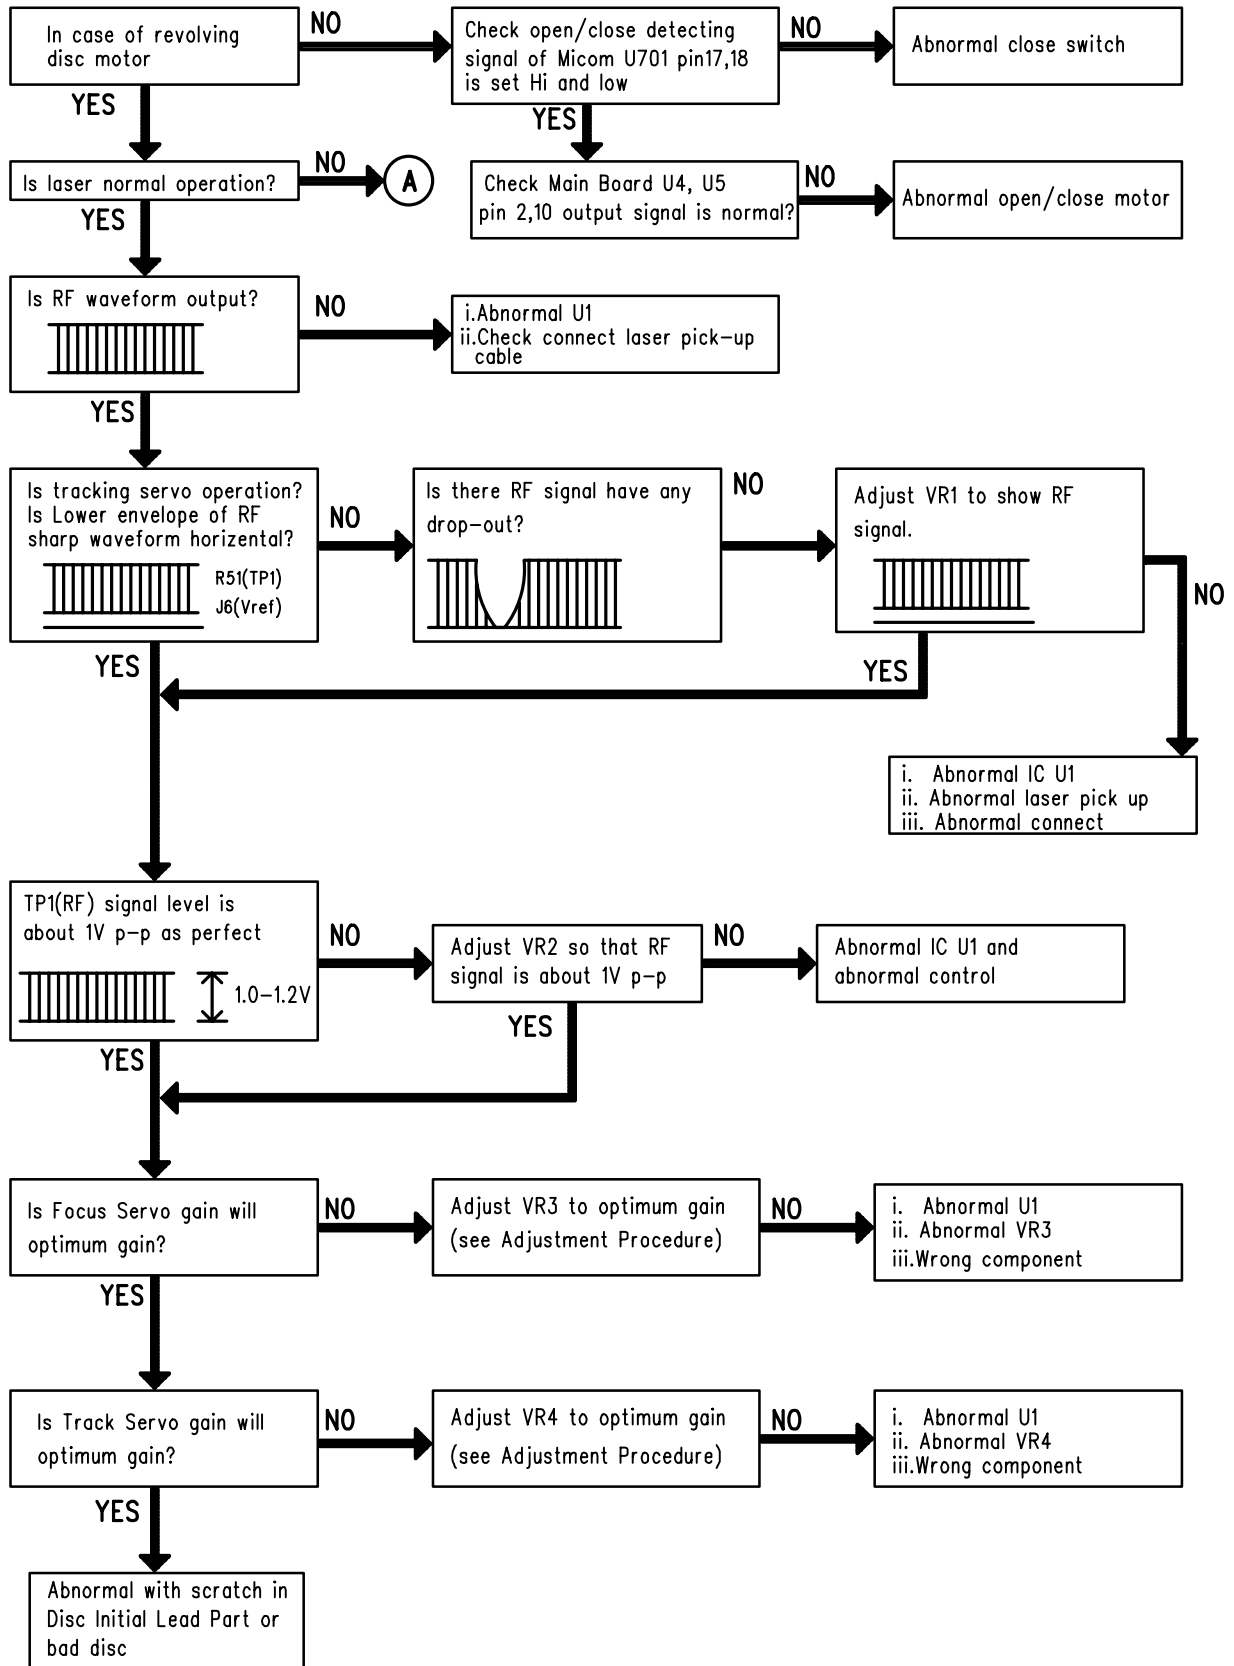 In case of revolving
disc motor
NO
Check open/close detecting
signal of Micom U701 pin17,18
is set Hi and low
NO
Abnormal close switch
YES
YES
Is laser normal operation?
NO
A
Check Main Board U4, U5
pin 2,10 output signal is normal?
NO
Abnormal open/close motor
YES
Is RF waveform output?
NO
i.Abnormal U1
ii.Check connect laser pick-up
cable
YES
Is tracking servo operation?
Is Lower envelope of RF
sharp waveform horizental?
R51(TP1)
J6(Vref)
NO
Is there RF signal have any
drop-out?
NO
Adjust VR1 to show RF
signal.
NO
YES
YES
i. Abnormal IC U1
ii. Abnormal laser pick up
iii. Abnormal connect
TP1(RF) signal level is
about 1V p-p as perfect
1.0-1.2V
NO
Adjust VR2 so that RF
signal is about 1V p-p
NO
Abnormal IC U1 and
abnormal control
YES
YES
Is Focus Servo gain will
optimum gain?
NO
Adjust VR3 to optimum gain
(see Adjustment Procedure)
NO
i. Abnormal U1
ii. Abnormal VR3
iii.Wrong component
YES
Is Track Servo gain will
optimum gain?
NO
Adjust VR4 to optimum gain
(see Adjustment Procedure)
NO
i. Abnormal U1
ii. Abnormal VR4
iii.Wrong component
YES
Abnormal with scratch in
Disc Initial Lead Part or
bad disc